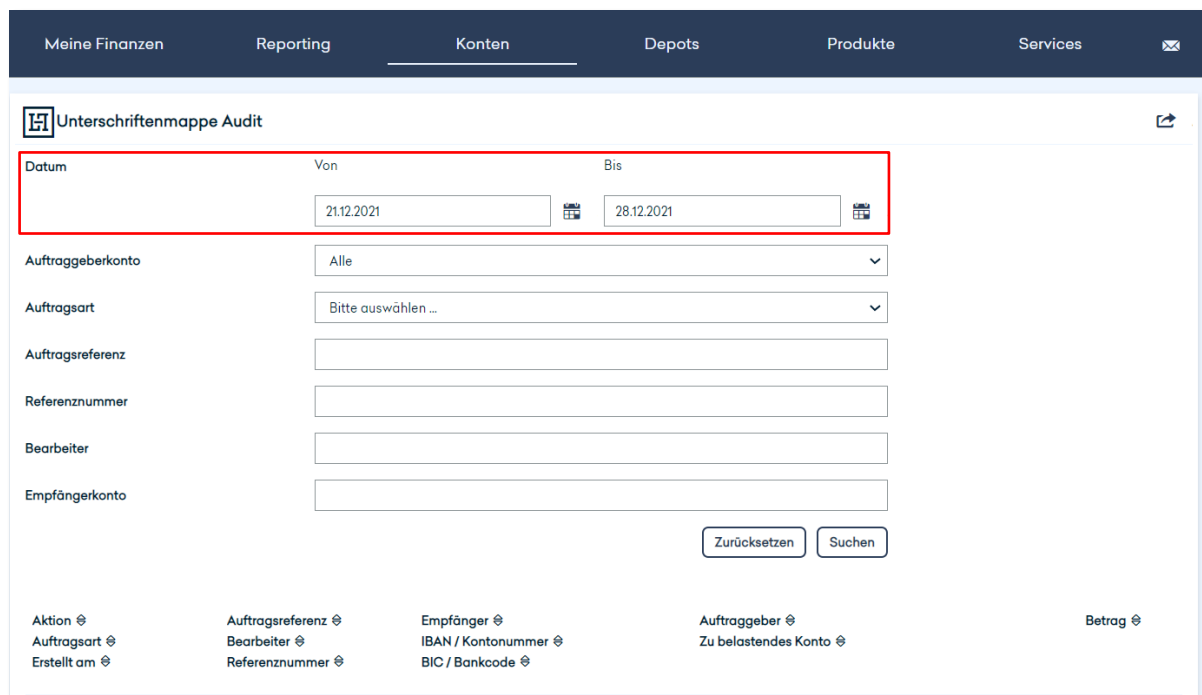 Meine Finanzen Reporting Konten Depots Produkte Services
Unterschriftenmappe Audit
Datum Von Bis
21.12.2021 28.12.2021
Auftraggeberkonto Alle
Auftragsart Bitte auswählen ...
Auftragsreferenz
Referenznummer
Bearbeiter
Empfängerkonto
Zurücksetzen Suchen
Aktion Auftragsreferenz Empfänger Auftraggeber Betrag
Auftragsart Bearbeiter IBAN / Kontonummer Zu belastendes Konto
Erstellt am Referenznummer BIC / Bankcode